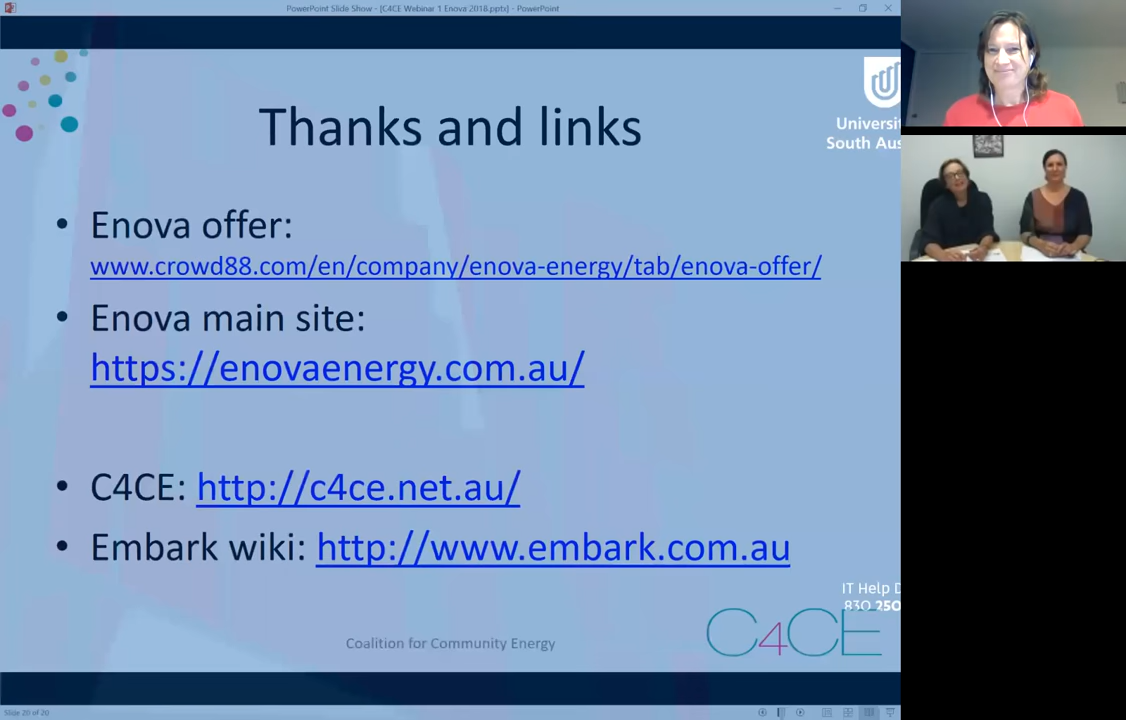 PowerPoint Slide Show - [C4CE Webinar 1 Enova 2018.pptx] - PowerPoint
Thanks and links
Universit
South Aus
• Enova offer:
www.crowd88.com/en/company/enova-energy/tab/enova-offer/
• Enova main site:
https://enovaenergy.com.au/
• C4CE: http://c4ce.net.au/
• Embark wiki: http://www.embark.com.au
IT Help D
830 250
Coalition for Community Energy
C4CE
Slide 20 of 20